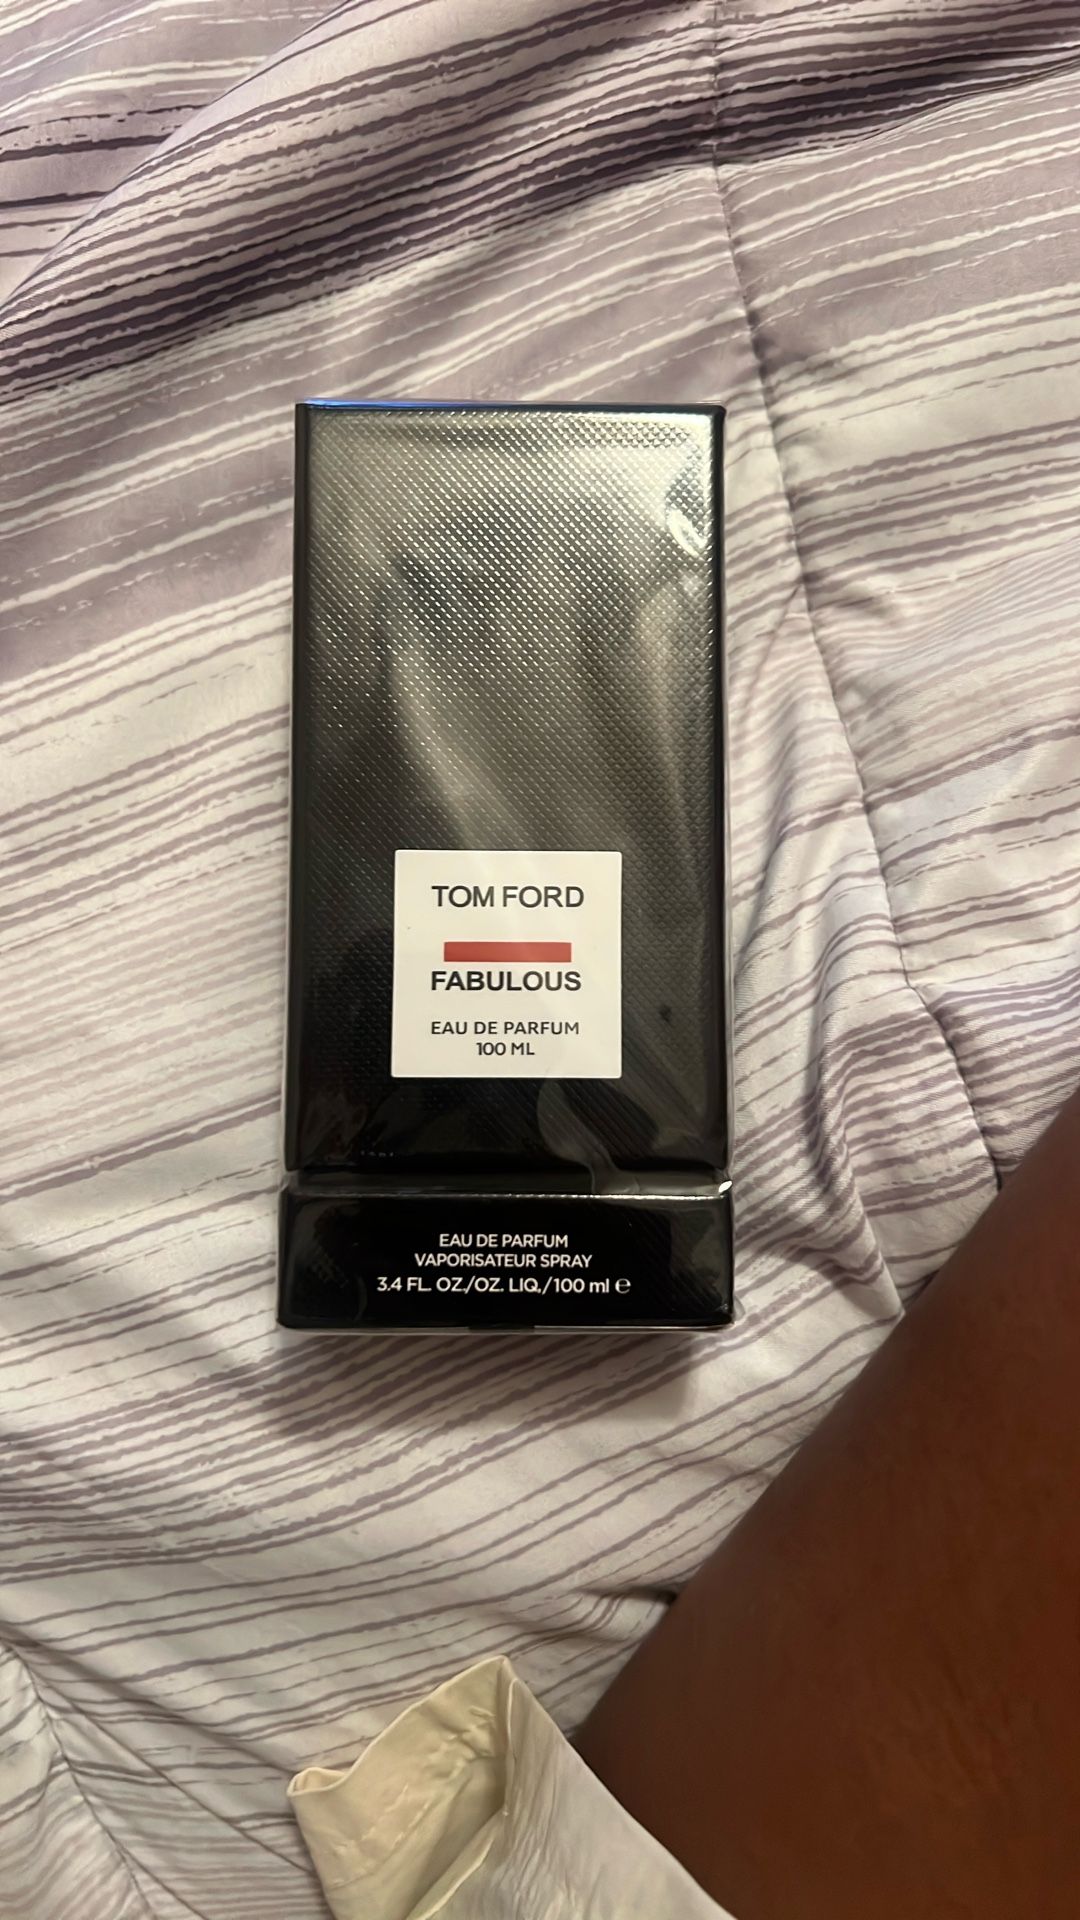 TOM FORD
FABULOUS
EAU DE PARFUM
100 ML
EAU DE PARFUM
VAPORISATEUR SPRAY
3.4 FL. OZ./OZ. LIQ./100 ml ℮